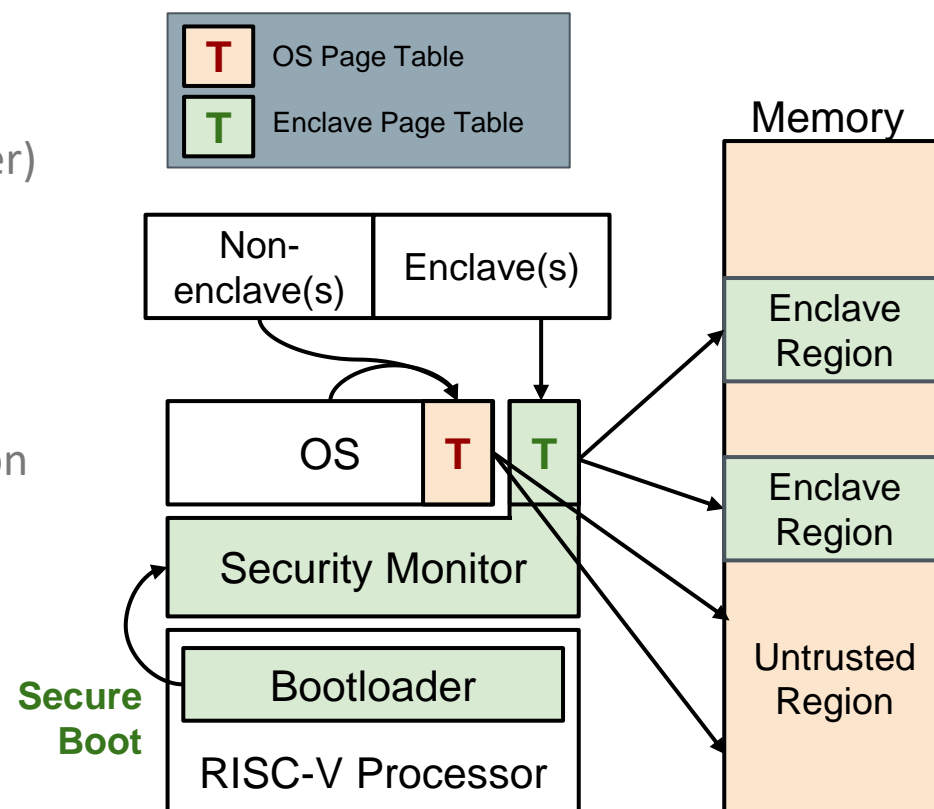 T OS Page Table
T Enclave Page Table
Memory
er)
Non-
enclave(s)
Enclave(s)
Enclave
Region
on
OS
T
T
Enclave
Region
Security Monitor
Untrusted
Region
Secure
Boot
Bootloader
RISC-V Processor